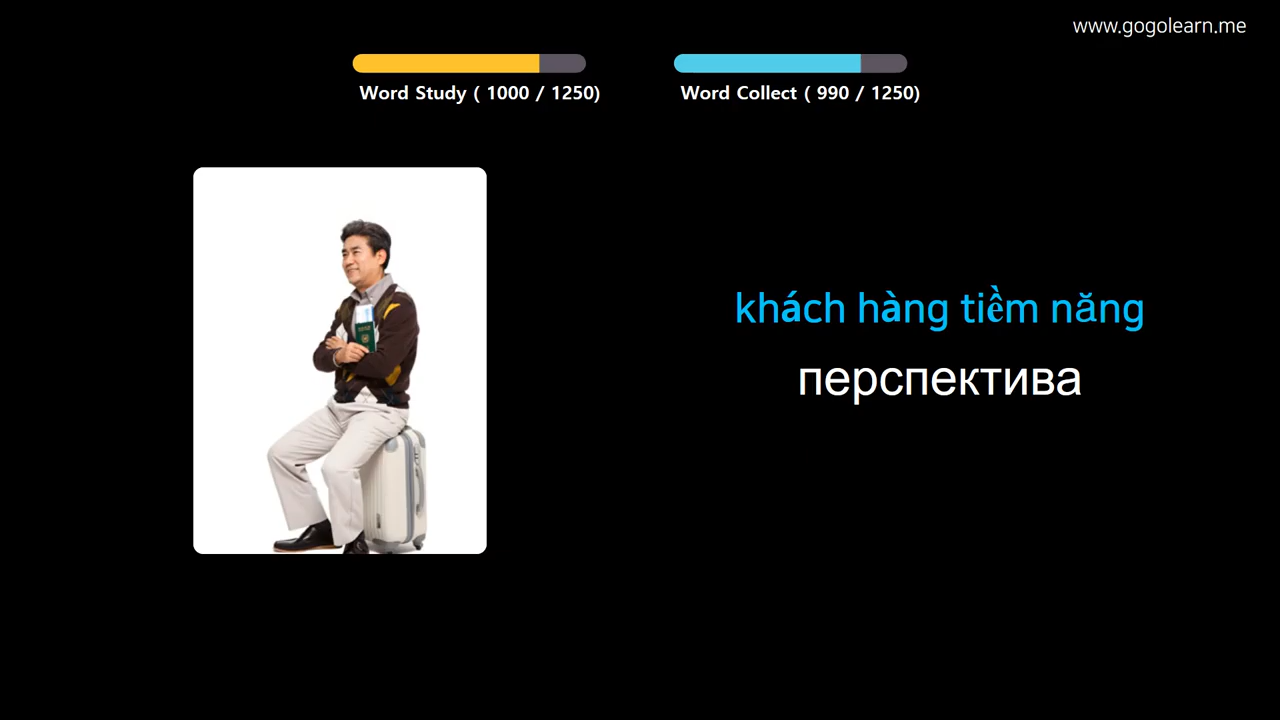 www.gogolearn.me
Word Study ( 1000 / 1250)
Word Collect ( 990 / 1250)
khách hàng tiềm năng
перспектива